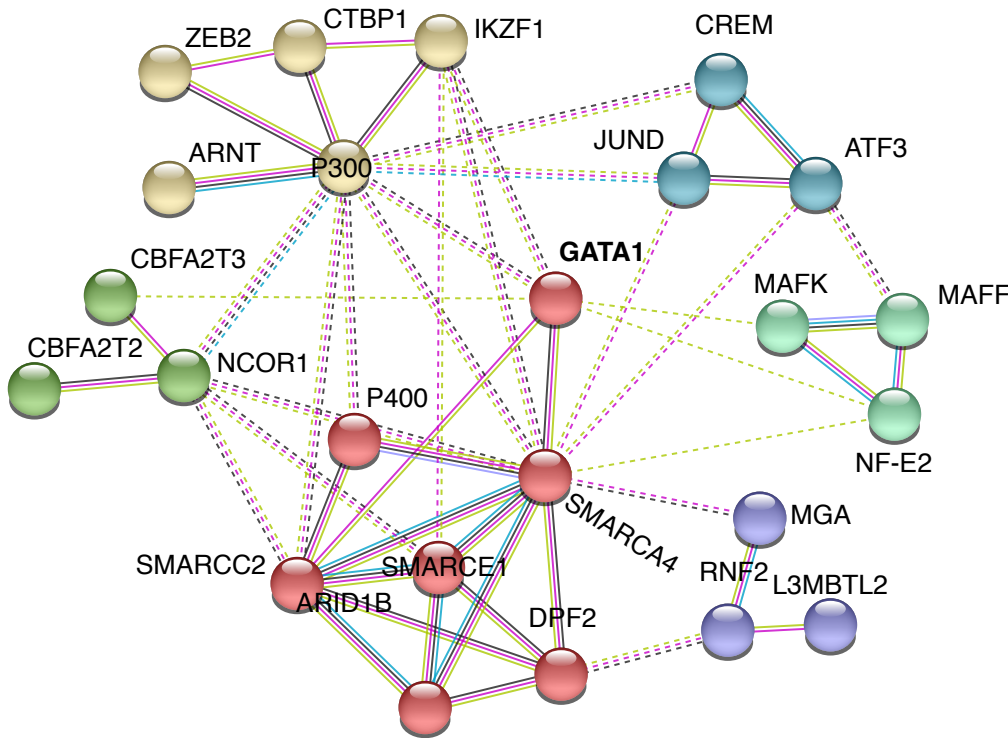 CTBP1
IKZF1
CREM
ZEB2
JUND
ATF3
ARNT
P300
GATA1
CBFA2T3
MAFK
MAFF
CBFA2T2
NCOR1
P400
NF-E2
SMARCA4
MGA
SMARCC2
SMARCE1
RNF2
L3MBTL2
ARID1B
DPF2